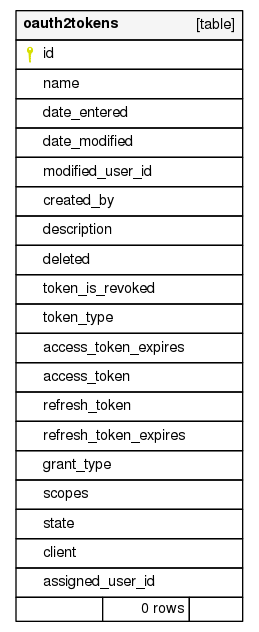 oauth2tokens [table]
id
name
date_entered
date_modified
modified_user_id
created_by
description
deleted
token_is_revoked
token_type
access_token_expires
access_token
refresh_token
refresh_token_expires
grant_type
scopes
state
client
assigned_user_id
0 rows